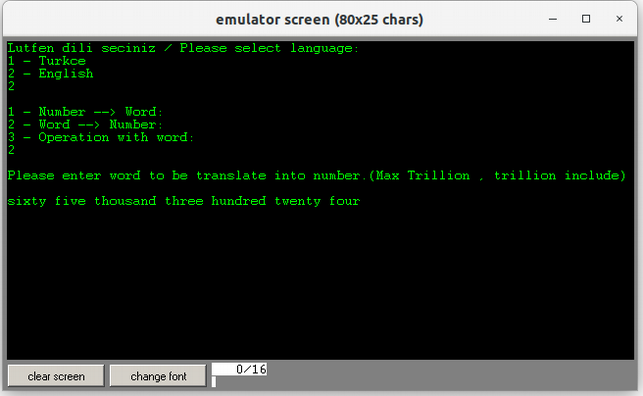 emulator screen (80x25 chars)
Lutfen dili seciniz / Please select language:
1 - Turkce
2 - English
2
1 - Number --> Word:
2 - Word --> Number:
3 - Operation with word:
2
Please enter word to be translate into number.(Max Trillion , trillion include)
sixty five thousand three hundred twenty four
clear screen change font 0/16